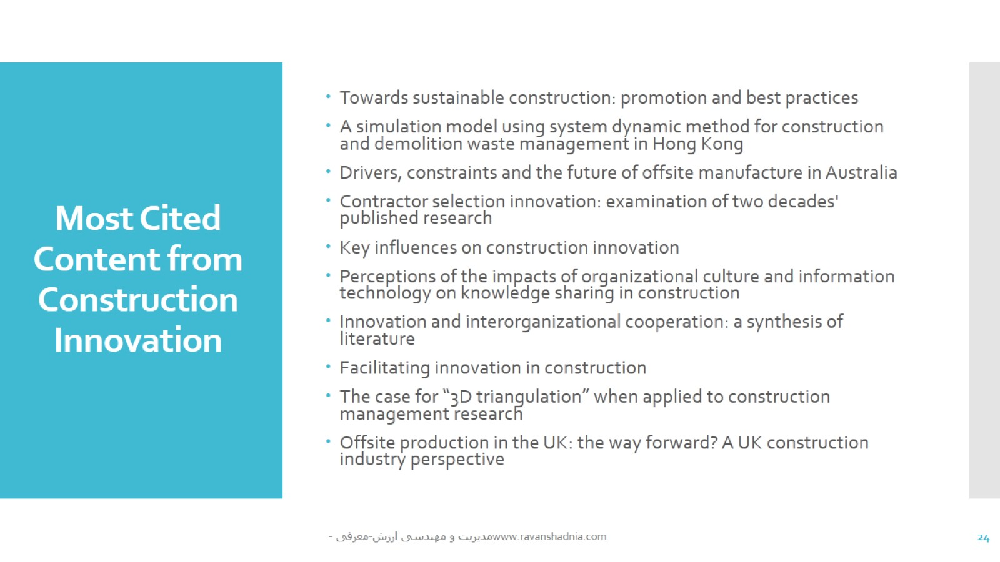 Most Cited
Content from
Construction
Innovation
• Towards sustainable construction: promotion and best practices
• A simulation model using system dynamic method for construction
and demolition waste management in Hong Kong
• Drivers, constraints and the future of offsite manufacture in Australia
• Contractor selection innovation: examination of two decades'
published research
• Key influences on construction innovation
• Perceptions of the impacts of organizational culture and information
technology on knowledge sharing in construction
• Innovation and interorganizational cooperation: a synthesis of
literature
• Facilitating innovation in construction
• The case for “3D triangulation” when applied to construction
management research
• Offsite production in the UK: the way forward? A UK construction
industry perspective
مدیریت و مهندسی ارزش-معرفی - www.ravanshadnia.com
24